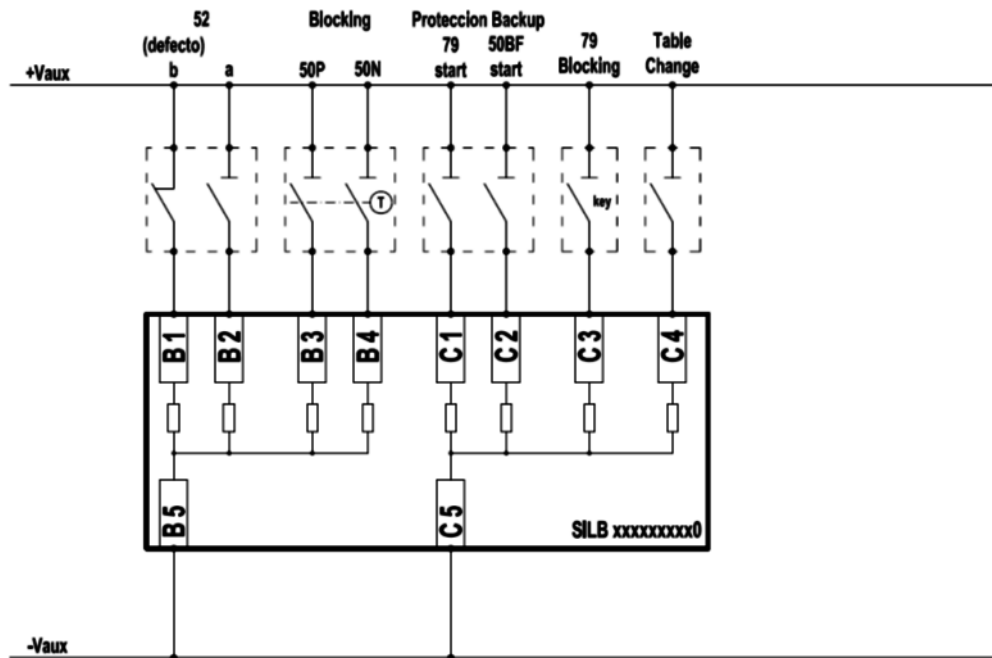 52
(defecto)
b a
Blocking
50P 50N
Proteccion Backup
79 50BF
start start
79
Blocking
Table
Change
+Vaux
T
key
B1 B2 B3 B4 C1 C2 C3 C4
B5 C5
SILB xxxxxxxxx0
-Vaux